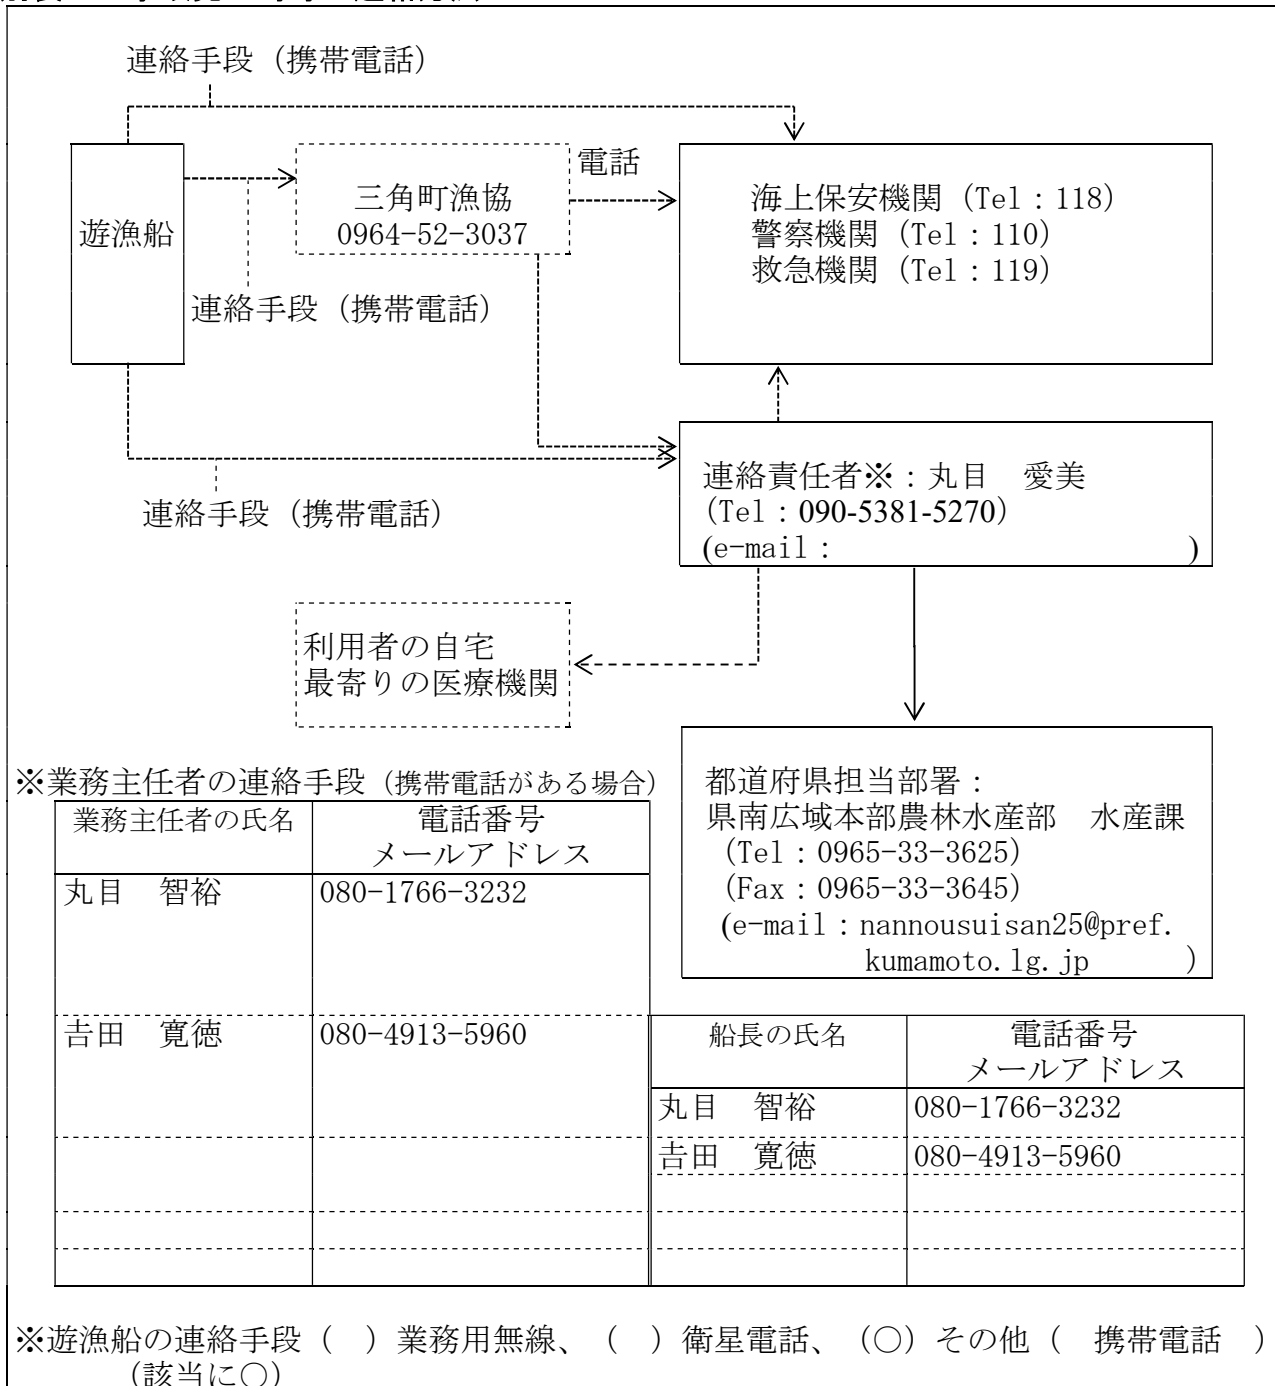 連絡手段（携帯電話）
遊漁船
三角町漁協
0964-52-3037
電話
海上保安機関（Tel：118）
警察機関（Tel：110）
救急機関（Tel：119）
連絡手段（携帯電話）
連絡責任者※：丸目　愛美
（Tel：090-5381-5270）
(e-mail：　　　　　　　　　　　)
連絡手段（携帯電話）
利用者の自宅
最寄りの医療機関
都道府県担当部署：
県南広域本部農林水産部　水産課
（Tel：0965-33-3625）
（Fax：0965-33-3645）
(e-mail：nannousuisan25@pref.
kumamoto.lg.jp　　　）
※業務主任者の連絡手段（携帯電話がある場合）
業務主任者の氏名　電話番号
メールアドレス
丸目　智裕　080-1766-3232
𠮷田　寛徳　080-4913-5960
船長の氏名　電話番号
メールアドレス
丸目　智裕　080-1766-3232
𠮷田　寛徳　080-4913-5960
※遊漁船の連絡手段（　）業務用無線、（　）衛星電話、（○）その他（　携帯電話　）
（該当に○）